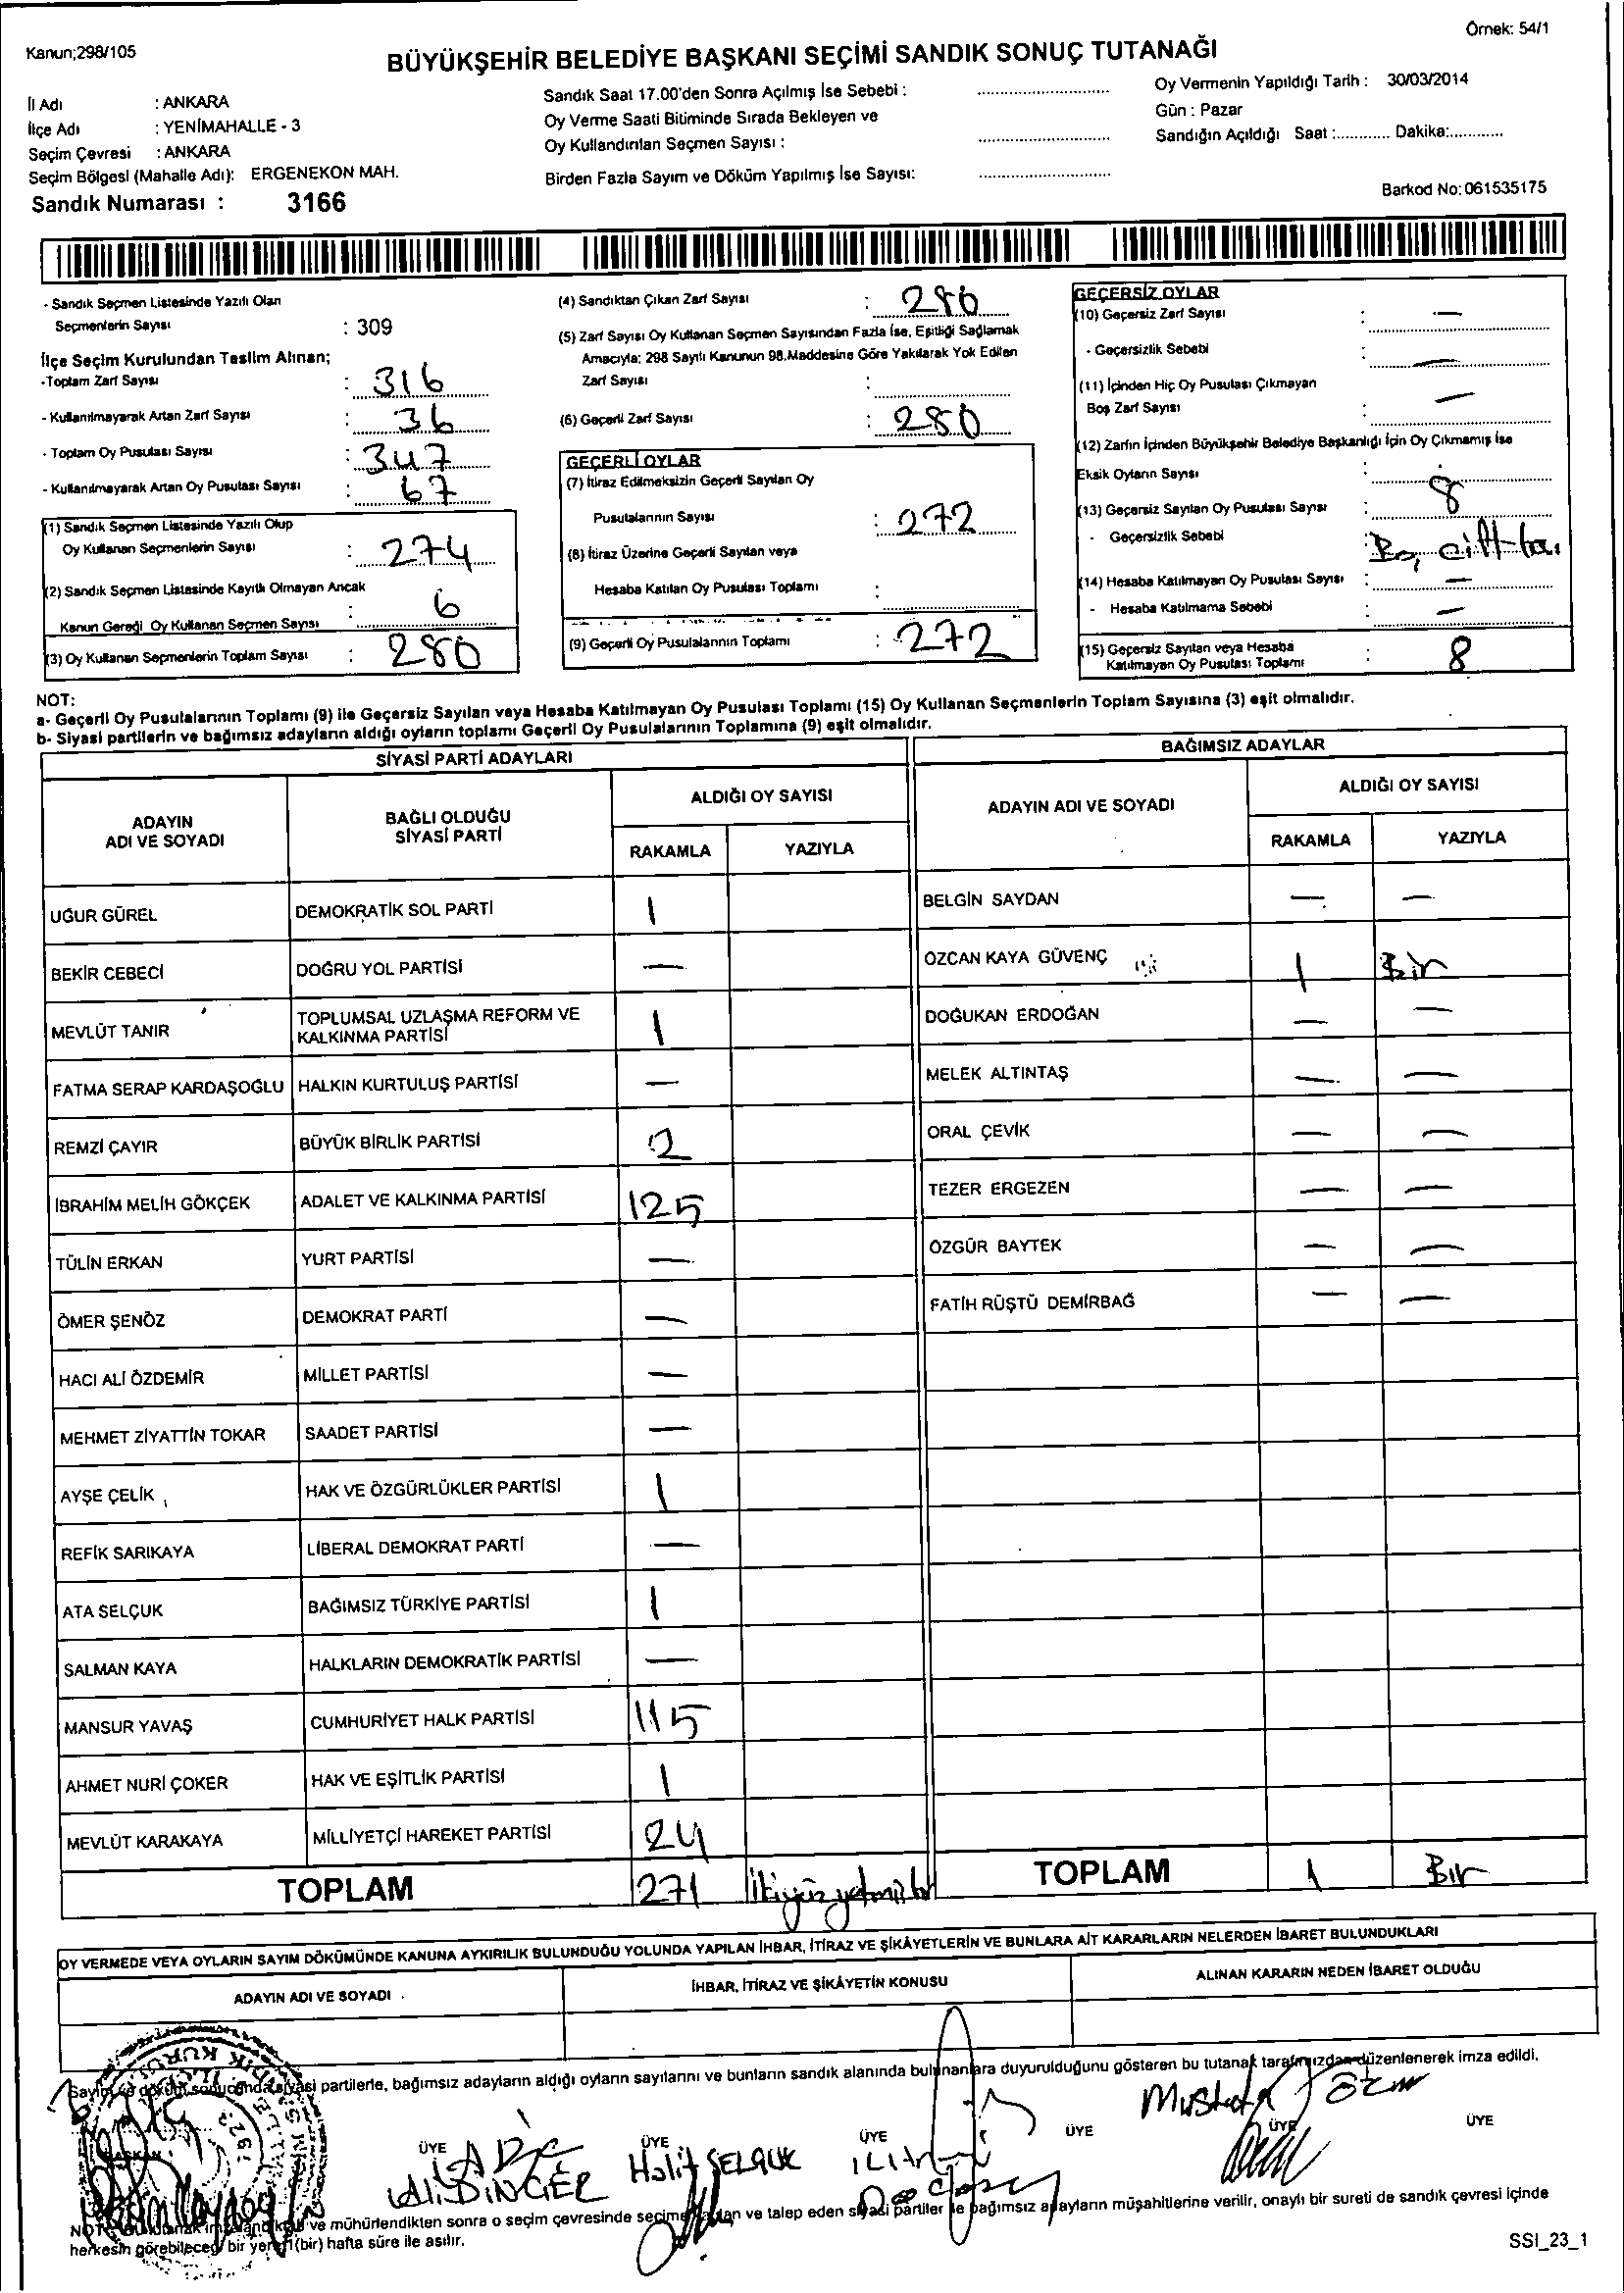 Kanun;298/105
Örnek: 54/1
BÜYÜKŞEHİR BELEDİYE BAŞKANI SEÇİMİ SANDIK SONUÇ TUTANAĞI
İl Adı : ANKARA
İlçe Adı : YENİMAHALLE - 3
Seçim Çevresi : ANKARA
Seçim Bölgesi (Mahalle Adı): ERGENEKON MAH.
Sandık Numarası : 3166
Sandık Saat 17.00'den Sonra Açılmış İse Sebebi :
Oy Verme Saati Bitiminde Sırada Bekleyen ve
Oy Kullandırılan Seçmen Sayısı :
Birden Fazla Sayım ve Döküm Yapılmış İse Sayısı:
Oy Vermenin Yapıldığı Tarih : 30/03/2014
Gün : Pazar
Sandığın Açıldığı Saat :............ Dakika:............
Barkod No: 061535175
- Sandık Seçmen Listesinde Yazılı Olan
Seçmenlerin Sayısı : 309
İlçe Seçim Kurulundan Teslim Alınan;
-Toplam Zarf Sayısı : 316
- Kullanılmayarak Artan Zarf Sayısı : 36
- Toplam Oy Pusulası Sayısı : 347
- Kullanılmayarak Artan Oy Pusulası Sayısı : 67
(1) Sandık Seçmen Listesinde Yazılı Olup
Oy Kullanan Seçmenlerin Sayısı : 274
(2) Sandık Seçmen Listesinde Kayıtlı Olmayan Ancak
Kanun Gereği Oy Kullanan Seçmen Sayısı : 6
(3) Oy Kullanan Seçmenlerin Toplam Sayısı : 280
(4) Sandıktan Çıkan Zarf Sayısı : 280
(5) Zarf Sayısı Oy Kullanan Seçmen Sayısından Fazla İse, Eşitliği Sağlamak
Amacıyla; 298 Sayılı Kanunun 98.Maddesine Göre Yakılarak Yok Edilen
Zarf Sayısı :
(6) Geçerli Zarf Sayısı : 280
GEÇERLİ OYLAR
(7) İtiraz Edilmeksizin Geçerli Sayılan Oy
Pusulalarının Sayısı : 272
(8) İtiraz Üzerine Geçerli Sayılan veya
Hesaba Katılan Oy Pusulası Toplamı :
(9) Geçerli Oy Pusulalarının Toplamı : 272
GEÇERSİZ OYLAR
(10) Geçersiz Zarf Sayısı : —
- Geçersizlik Sebebi : —
(11) İçinden Hiç Oy Pusulası Çıkmayan
Boş Zarf Sayısı : —
(12) Zarfın İçinden Büyükşehir Belediye Başkanlığı İçin Oy Çıkmamış İse
Eksik Oyların Sayısı :
(13) Geçersiz Sayılan Oy Pusulası Sayısı : 8
- Geçersizlik Sebebi :
(14) Hesaba Katılmayan Oy Pusulası Sayısı : —
- Hesaba Katılmama Sebebi : —
(15) Geçersiz Sayılan veya Hesaba
Katılmayan Oy Pusulası Toplamı : 8
NOT:
a- Geçerli Oy Pusulalarının Toplamı (9) ile Geçersiz Sayılan veya Hesaba Katılmayan Oy Pusulası Toplamı (15) Oy Kullanan Seçmenlerin Toplam Sayısına (3) eşit olmalıdır.
b- Siyasi partilerin ve bağımsız adayların aldığı oyların toplamı Geçerli Oy Pusulalarının Toplamına (9) eşit olmalıdır.
SİYASİ PARTİ ADAYLARI
ADAYIN ADI VE SOYADI
BAĞLI OLDUĞU SİYASİ PARTİ
ALDIĞI OY SAYISI
RAKAMLA YAZIYLA
UĞUR GÜREL DEMOKRATİK SOL PARTİ 1
BEKİR CEBECİ DOĞRU YOL PARTİSİ —
MEVLÜT TANIR TOPLUMSAL UZLAŞMA REFORM VE KALKINMA PARTİSİ 1
FATMA SERAP KARDAŞOĞLU HALKIN KURTULUŞ PARTİSİ —
REMZİ ÇAYIR BÜYÜK BİRLİK PARTİSİ 2
İBRAHİM MELİH GÖKÇEK ADALET VE KALKINMA PARTİSİ 125
TÜLİN ERKAN YURT PARTİSİ —
ÖMER ŞENÖZ DEMOKRAT PARTİ —
HACI ALİ ÖZDEMİR MİLLET PARTİSİ —
MEHMET ZİYATTİN TOKAR SAADET PARTİSİ —
AYŞE ÇELİK HAK VE ÖZGÜRLÜKLER PARTİSİ 1
REFİK SARIKAYA LİBERAL DEMOKRAT PARTİ —
ATA SELÇUK BAĞIMSIZ TÜRKİYE PARTİSİ 1
SALMAN KAYA HALKLARIN DEMOKRATİK PARTİSİ —
MANSUR YAVAŞ CUMHURİYET HALK PARTİSİ 115
AHMET NURİ ÇOKER HAK VE EŞİTLİK PARTİSİ 1
MEVLÜT KARAKAYA MİLLİYETÇİ HAREKET PARTİSİ 24
TOPLAM 271 İkiyüz yetmiş bir
BAĞIMSIZ ADAYLAR
ADAYIN ADI VE SOYADI
ALDIĞI OY SAYISI
RAKAMLA YAZIYLA
BELGİN SAYDAN — —
ÖZCAN KAYA GÜVENÇ 1 Bir
DOĞUKAN ERDOĞAN — —
MELEK ALTINTAŞ — —
ORAL ÇEVİK — —
TEZER ERGEZEN — —
ÖZGÜR BAYTEK — —
FATİH RÜŞTÜ DEMİRBAĞ — —
TOPLAM 1 Bir
OY VERMEDE VEYA OYLARIN SAYIM DÖKÜMÜNDE KANUNA AYKIRILIK BULUNDUĞU YOLUNDA YAPILAN İHBAR, İTİRAZ VE ŞİKÂYETLERİN VE BUNLARA AİT KARARLARIN NELERDEN İBARET BULUNDUKLARI
ADAYIN ADI VE SOYADI
İHBAR, İTİRAZ VE ŞİKÂYETİN KONUSU
ALINAN KARARIN NEDEN İBARET OLDUĞU
Sayım ve döküm sonucunda siyasi partilerle, bağımsız adayların aldığı oyların sayılarını ve bunların sandık alanında bulunanlara duyurulduğunu gösteren bu tutanak tarafımızdan düzenlenerek imza edildi.
BAŞKAN ÜYE ÜYE ÜYE ÜYE ÜYE ÜYE
Halit SELÇUK
Mustafa
NOT: Bu tutanak imzalandıktan ve mühürlendikten sonra o seçim çevresinde seçime katılan ve talep eden siyasi partiler ile bağımsız adayların müşahitlerine verilir, onaylı bir sureti de sandık çevresi içinde
herkesin görebileceği bir yere 1(bir) hafta süre ile asılır.
SSI_23_1